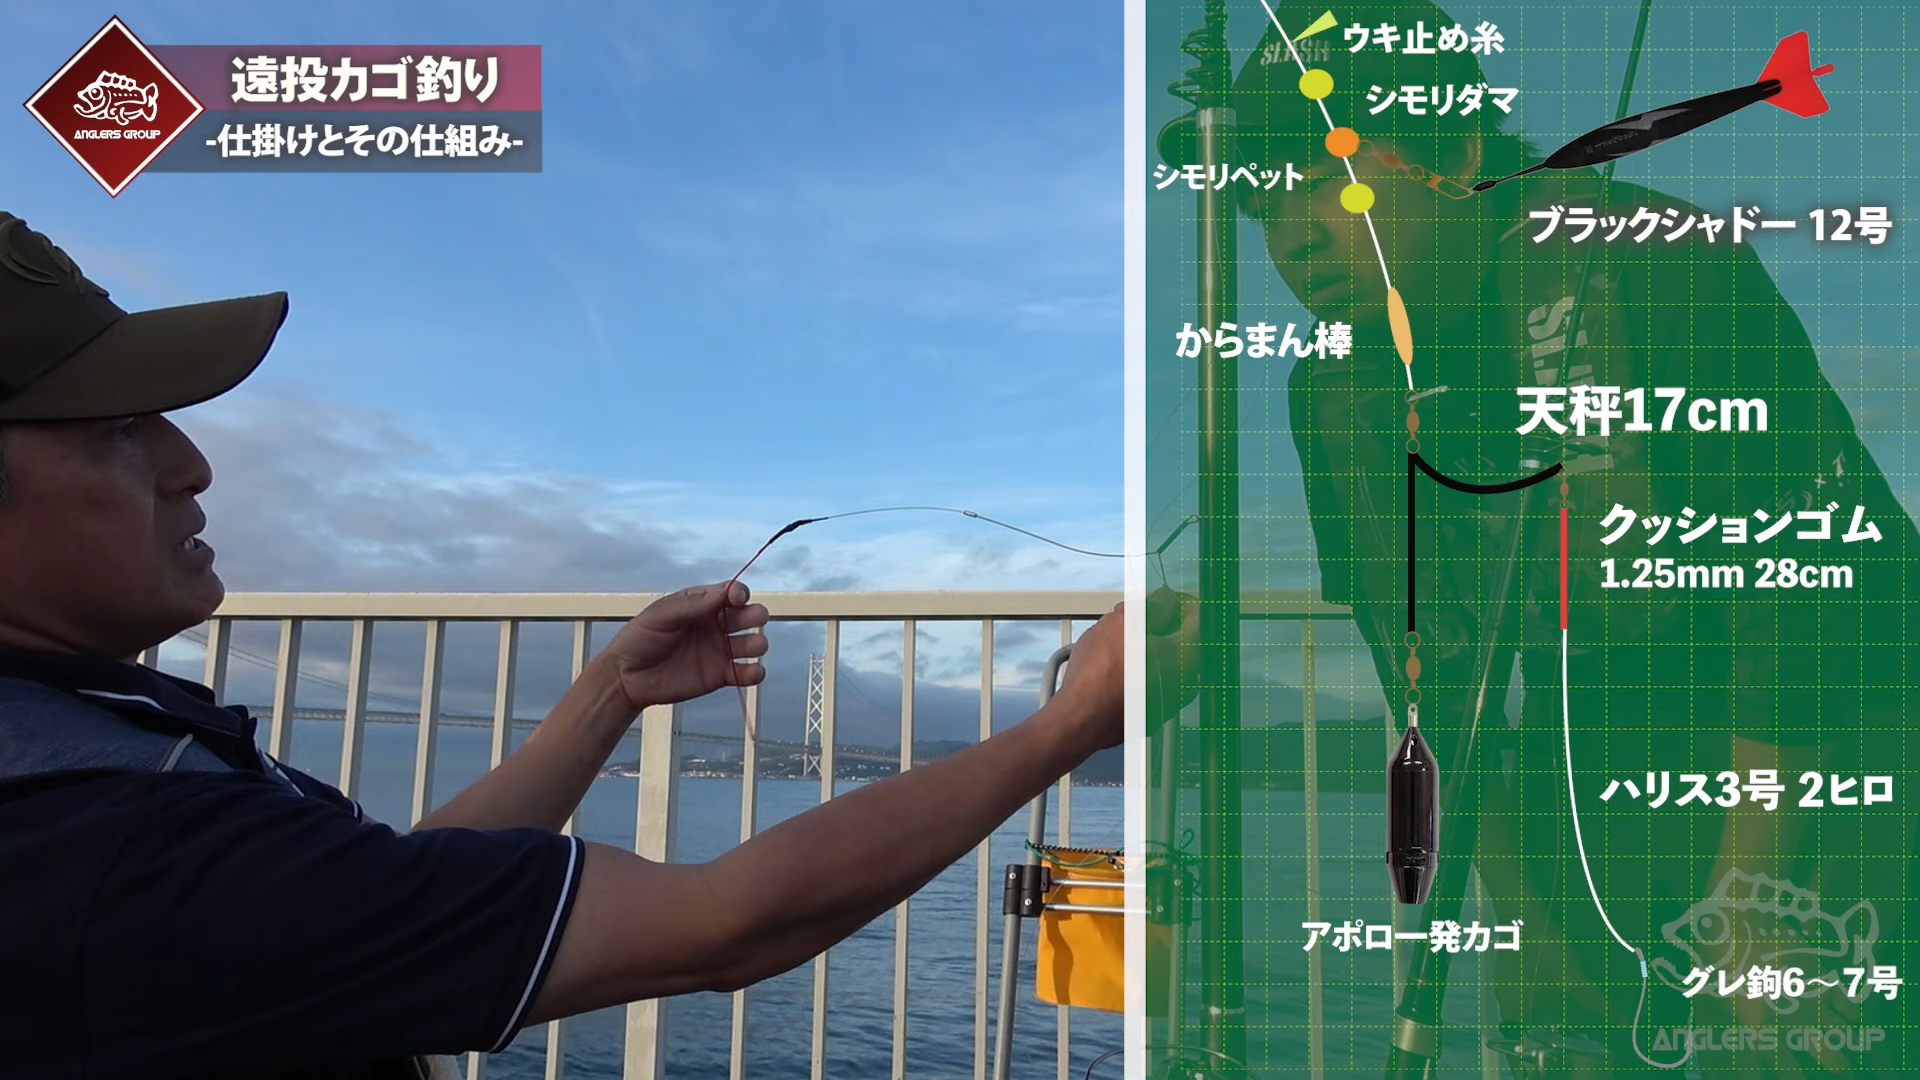 遠投カゴ釣り
-仕掛けとその仕組み-
ANGLERS GROUP
SLASH
ウキ止め糸
シモリダマ
シモリペット
ブラックシャドー 12号
からまん棒
天秤17cm
クッションゴム
1.25mm 28cm
ハリス3号 2ヒロ
アポロ一発カゴ
グレ鉤6〜7号
ANGLERS GROUP